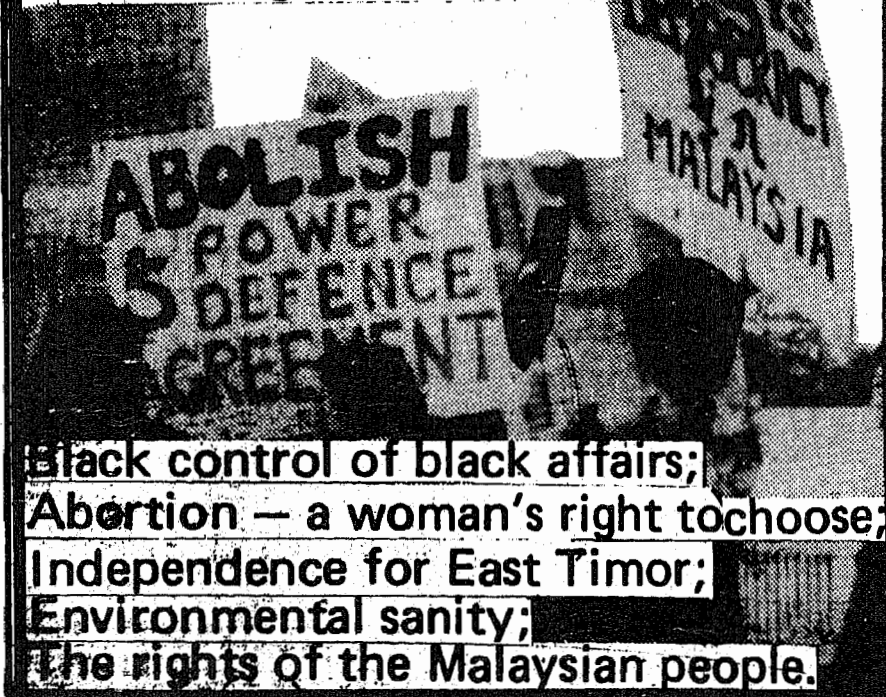 ABOLISH
5 POWER
DEFENCE
GREEMENT
MALAYSIA
Black control of black affairs;
Abortion – a woman's right tochoose;
Independence for East Timor;
Environmental sanity;
The rights of the Malaysian people.